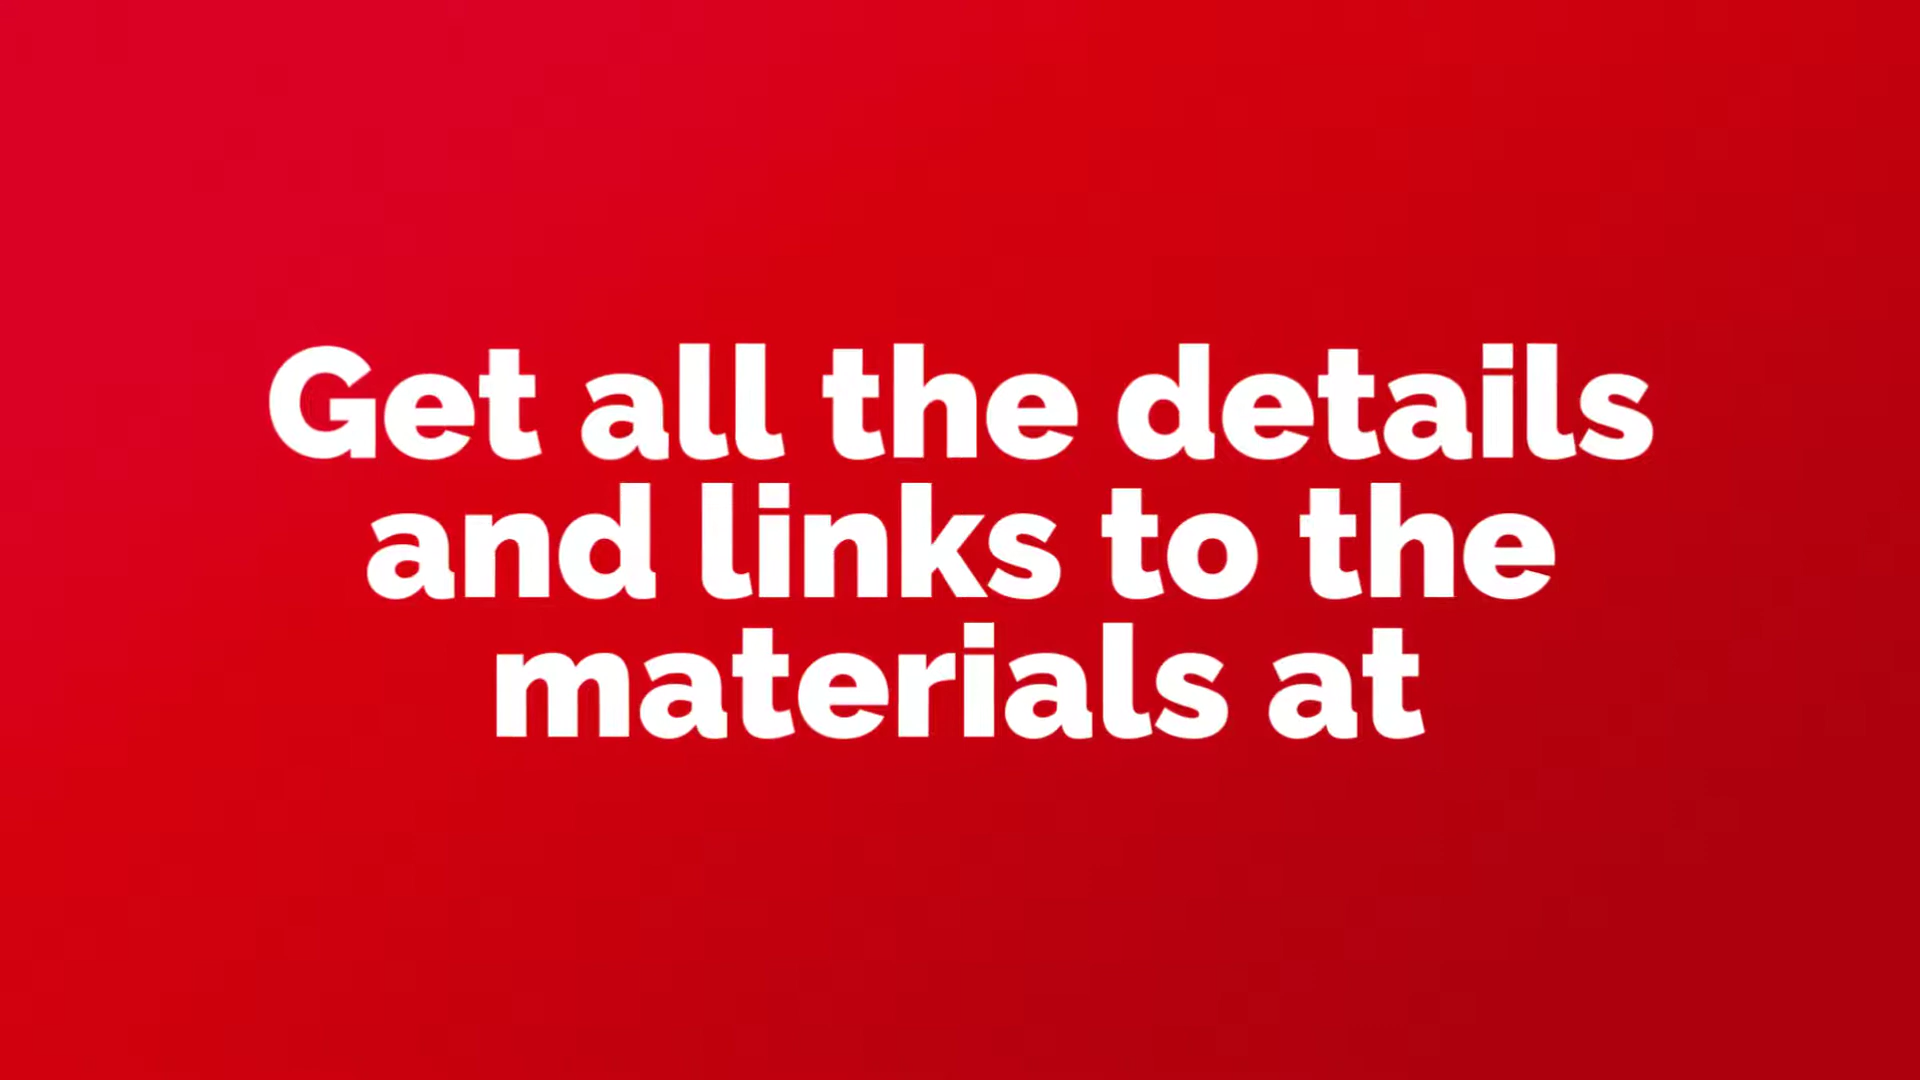 Get all the details
and links to the
materials at